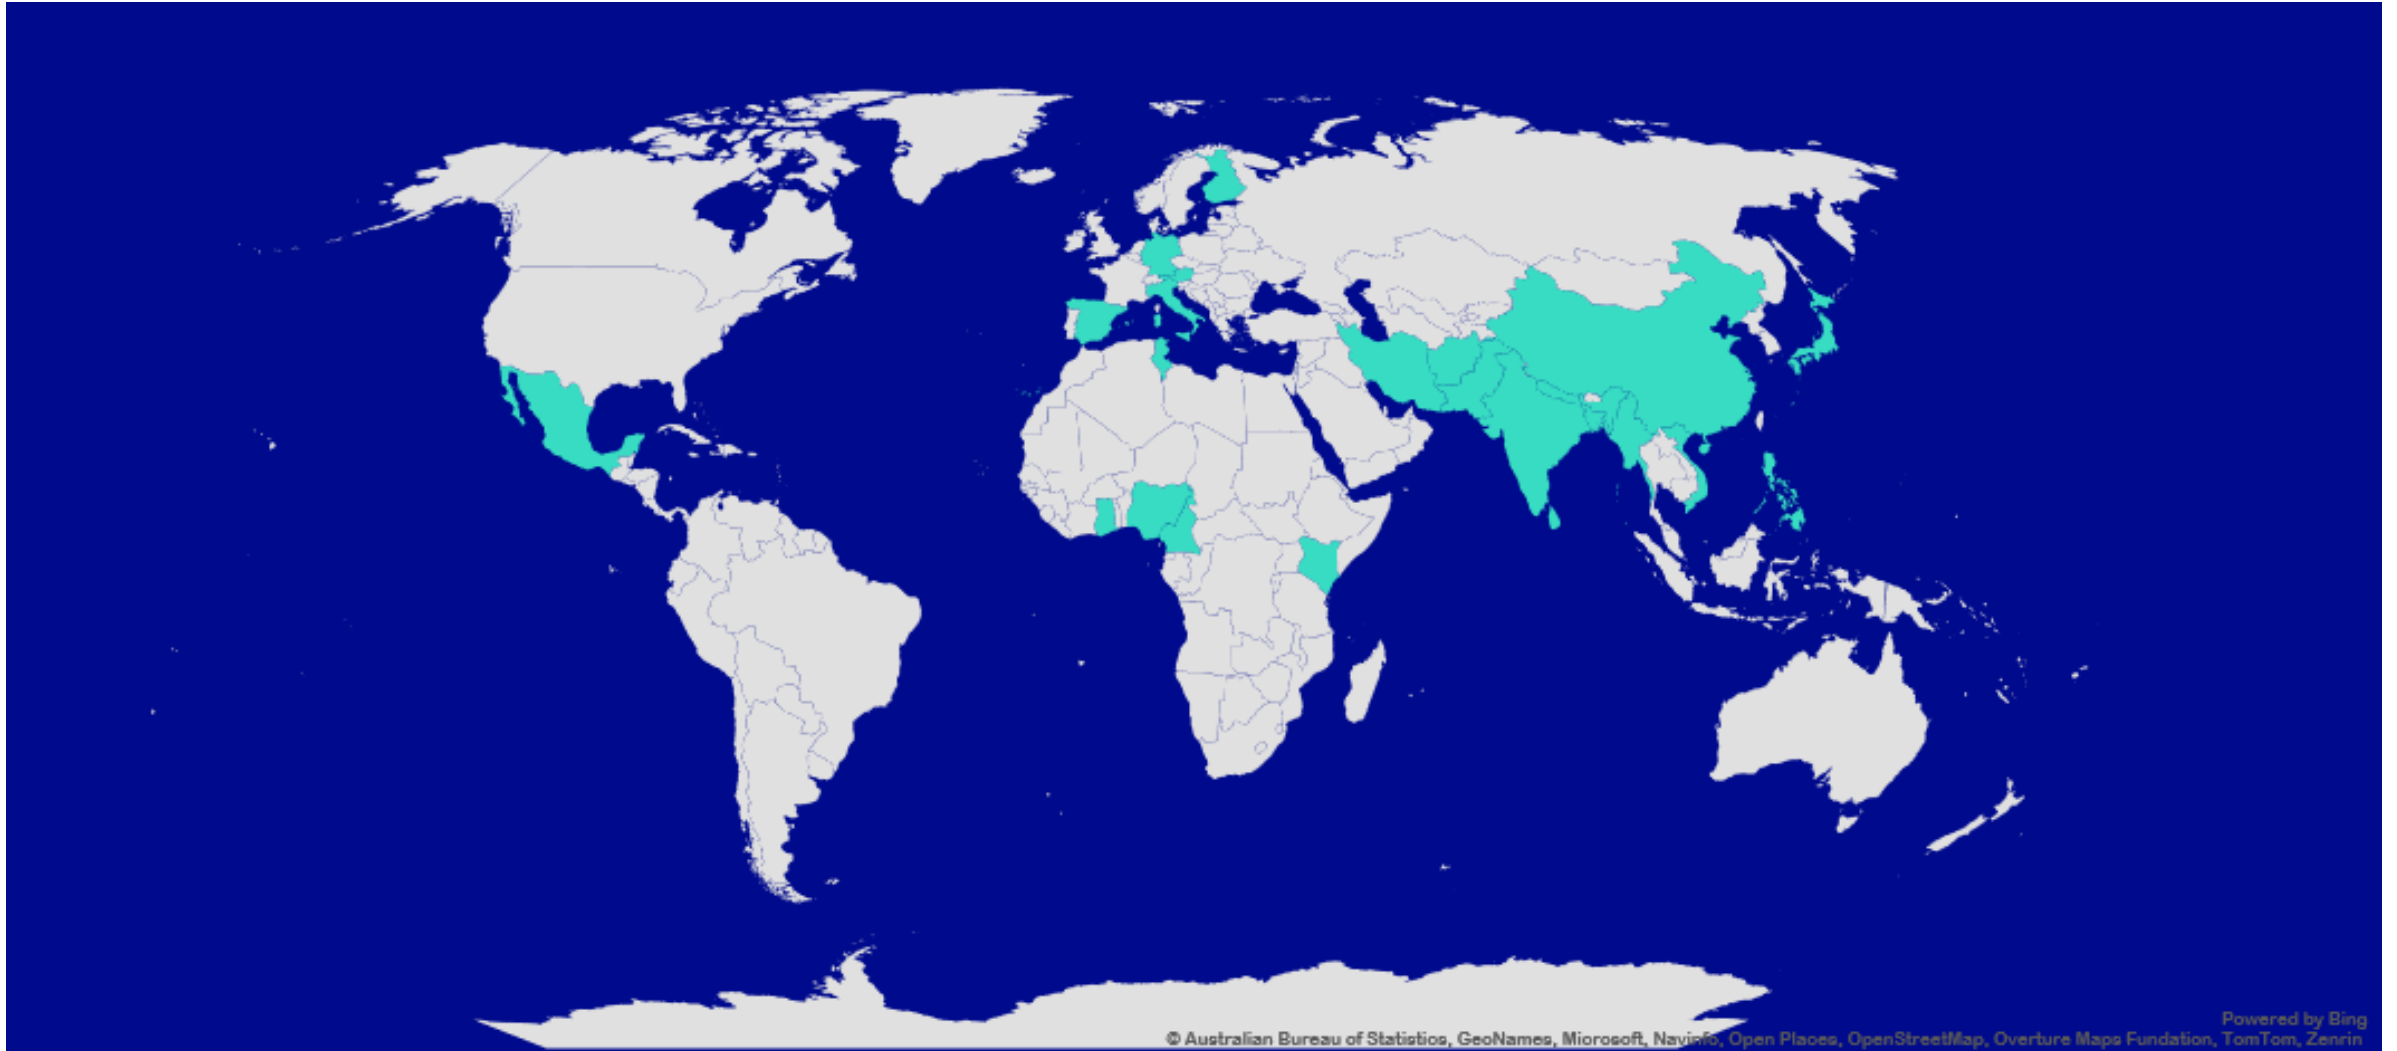 Powered by Bing
© Australian Bureau of Statistics, GeoNames, Microsoft, Navinfo, Open Places, OpenStreetMap, Overture Maps Fundation, TomTom, Zenrin